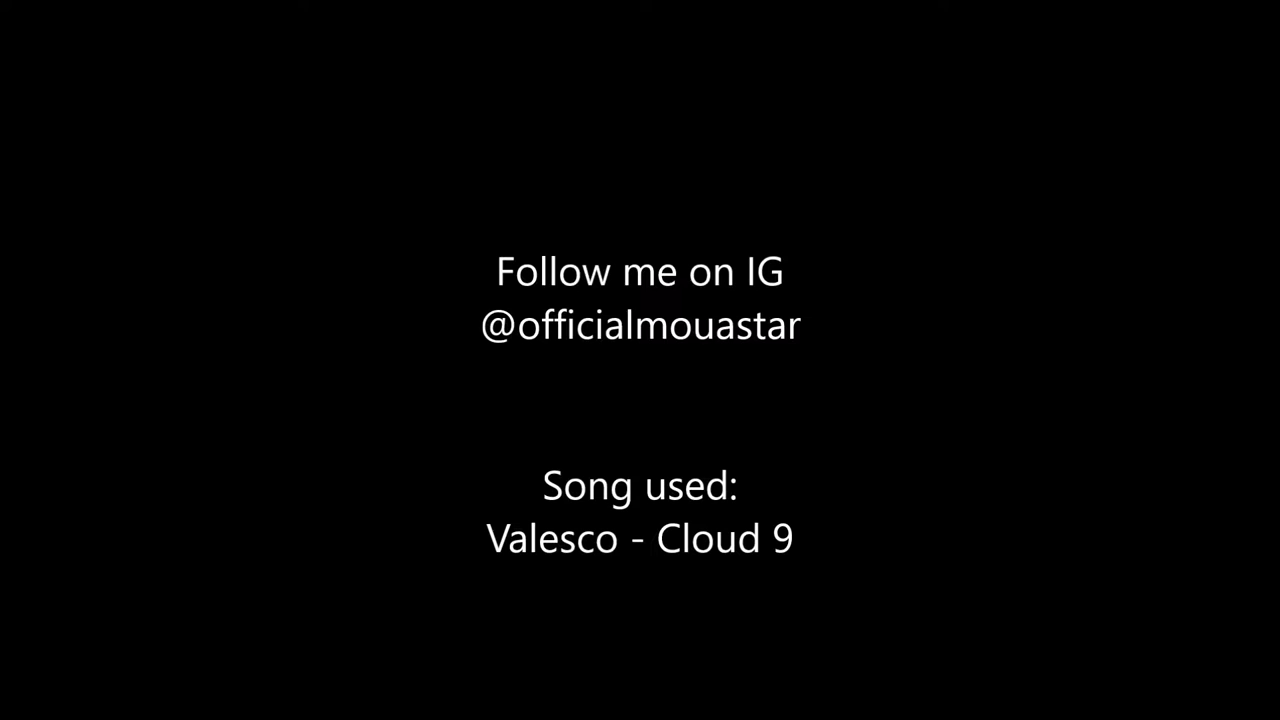 Follow me on IG
@officialmouastar
Song used:
Valesco - Cloud 9